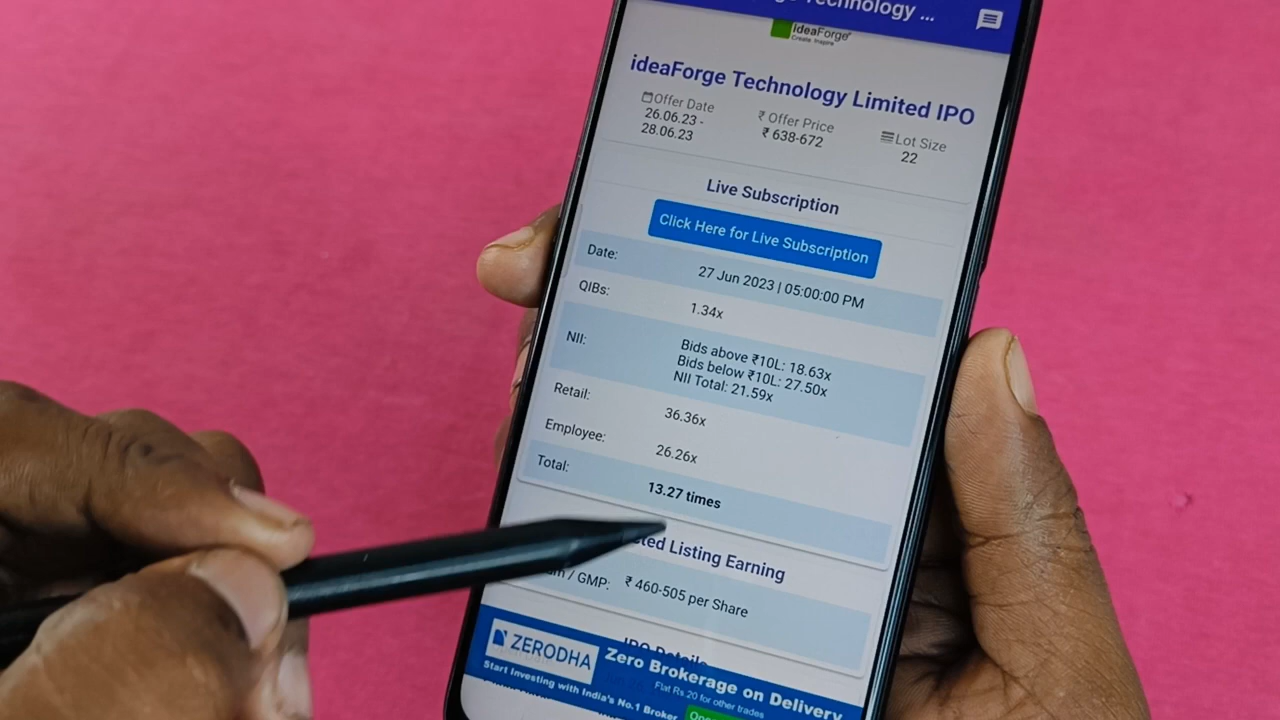 Technology ...
ideaForge
Create. Inspire
ideaForge Technology Limited IPO
Offer Date
26.06.23 -
28.06.23
₹ Offer Price
₹ 638-672
Lot Size
22
Live Subscription
Click Here for Live Subscription
Date:
27 Jun 2023 | 05:00:00 PM
QIBs:
1.34x
NII:
Bids above ₹10L: 18.63x
Bids below ₹10L: 27.50x
NII Total: 21.59x
Retail:
36.36x
Employee:
26.26x
Total:
13.27 times
Listing Earning
/ GMP:
₹ 460-505 per Share
IPO Details
ZERODHA
Zero Brokerage on Delivery
Flat Rs 20 for other trades
Start Investing with India's No.1 Broker